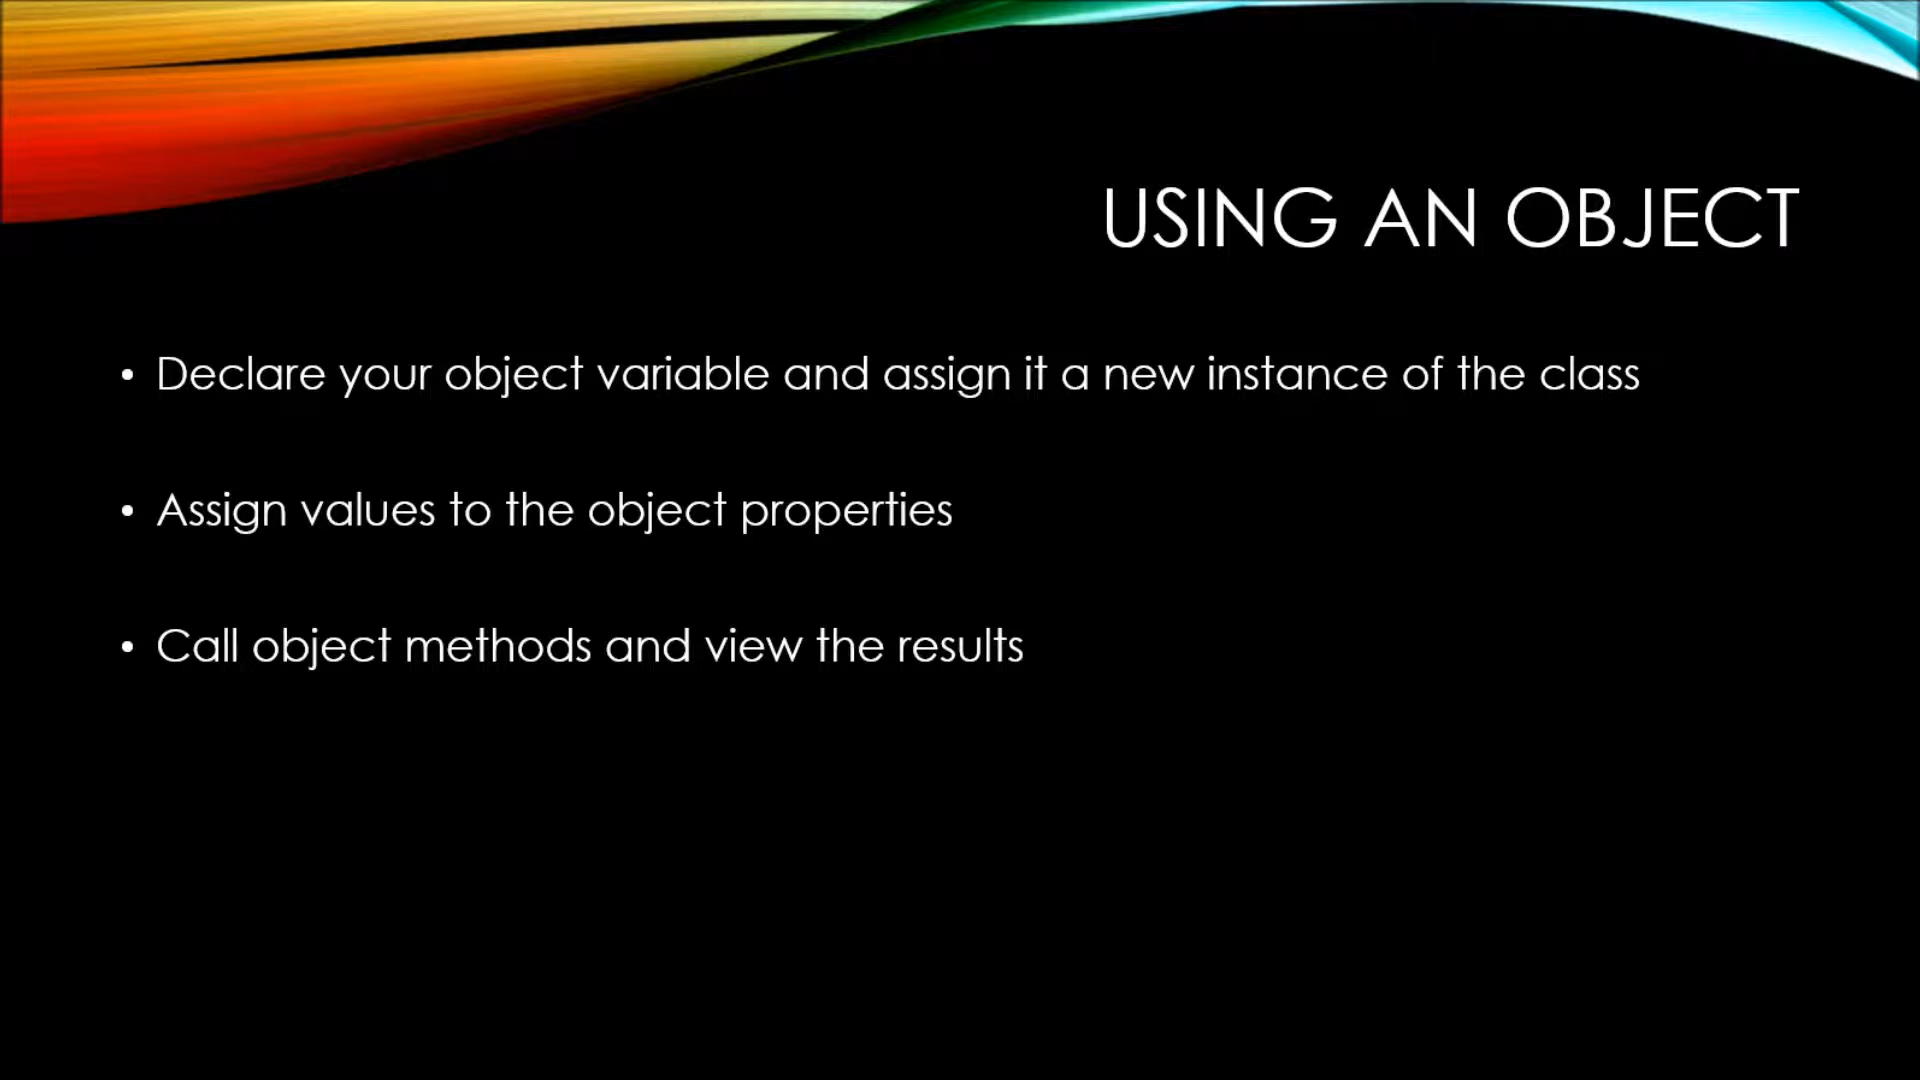 USING AN OBJECT
• Declare your object variable and assign it a new instance of the class
• Assign values to the object properties
• Call object methods and view the results